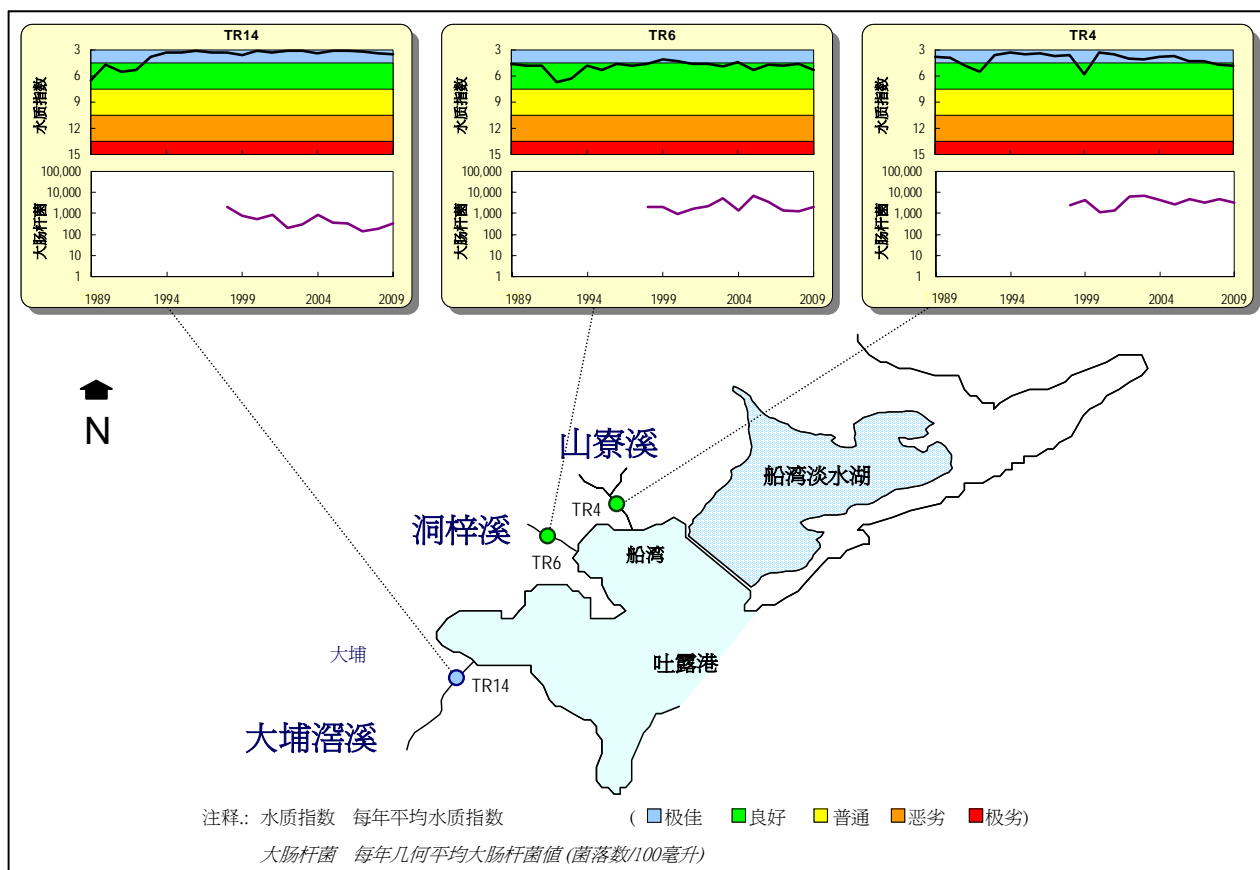 TR14
3
6
9
12
15
水质指数
100,000
10,000
1,000
100
10
1
大肠杆菌
1989 1994 1999 2004 2009
TR6
3
6
9
12
15
水质指数
100,000
10,000
1,000
100
10
1
大肠杆菌
1989 1994 1999 2004 2009
TR4
3
6
9
12
15
水质指数
100,000
10,000
1,000
100
10
1
大肠杆菌
1989 1994 1999 2004 2009
N
山寮溪
船湾淡水湖
TR4
洞梓溪
船湾
TR6
大埔
吐露港
TR14
大埔滘溪
注释.: 水质指数 每年平均水质指数 ( 极佳 良好 普通 恶劣 极劣)
大肠杆菌 每年几何平均大肠杆菌值 (菌落数/100毫升)